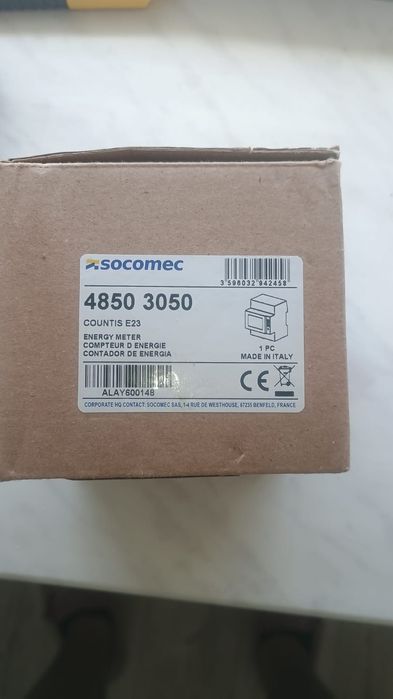 socomec
3 596032 942458
4850 3050
COUNTIS E23
ENERGY METER
COMPTEUR D ENERGIE
CONTADOR DE ENERGIA
1 PC
MADE IN ITALY
ALAY600148
CE
CORPORATE HQ CONTACT: SOCOMEC SAS, 1-4 RUE DE WESTHOUSE, 67235 BENFELD, FRANCE